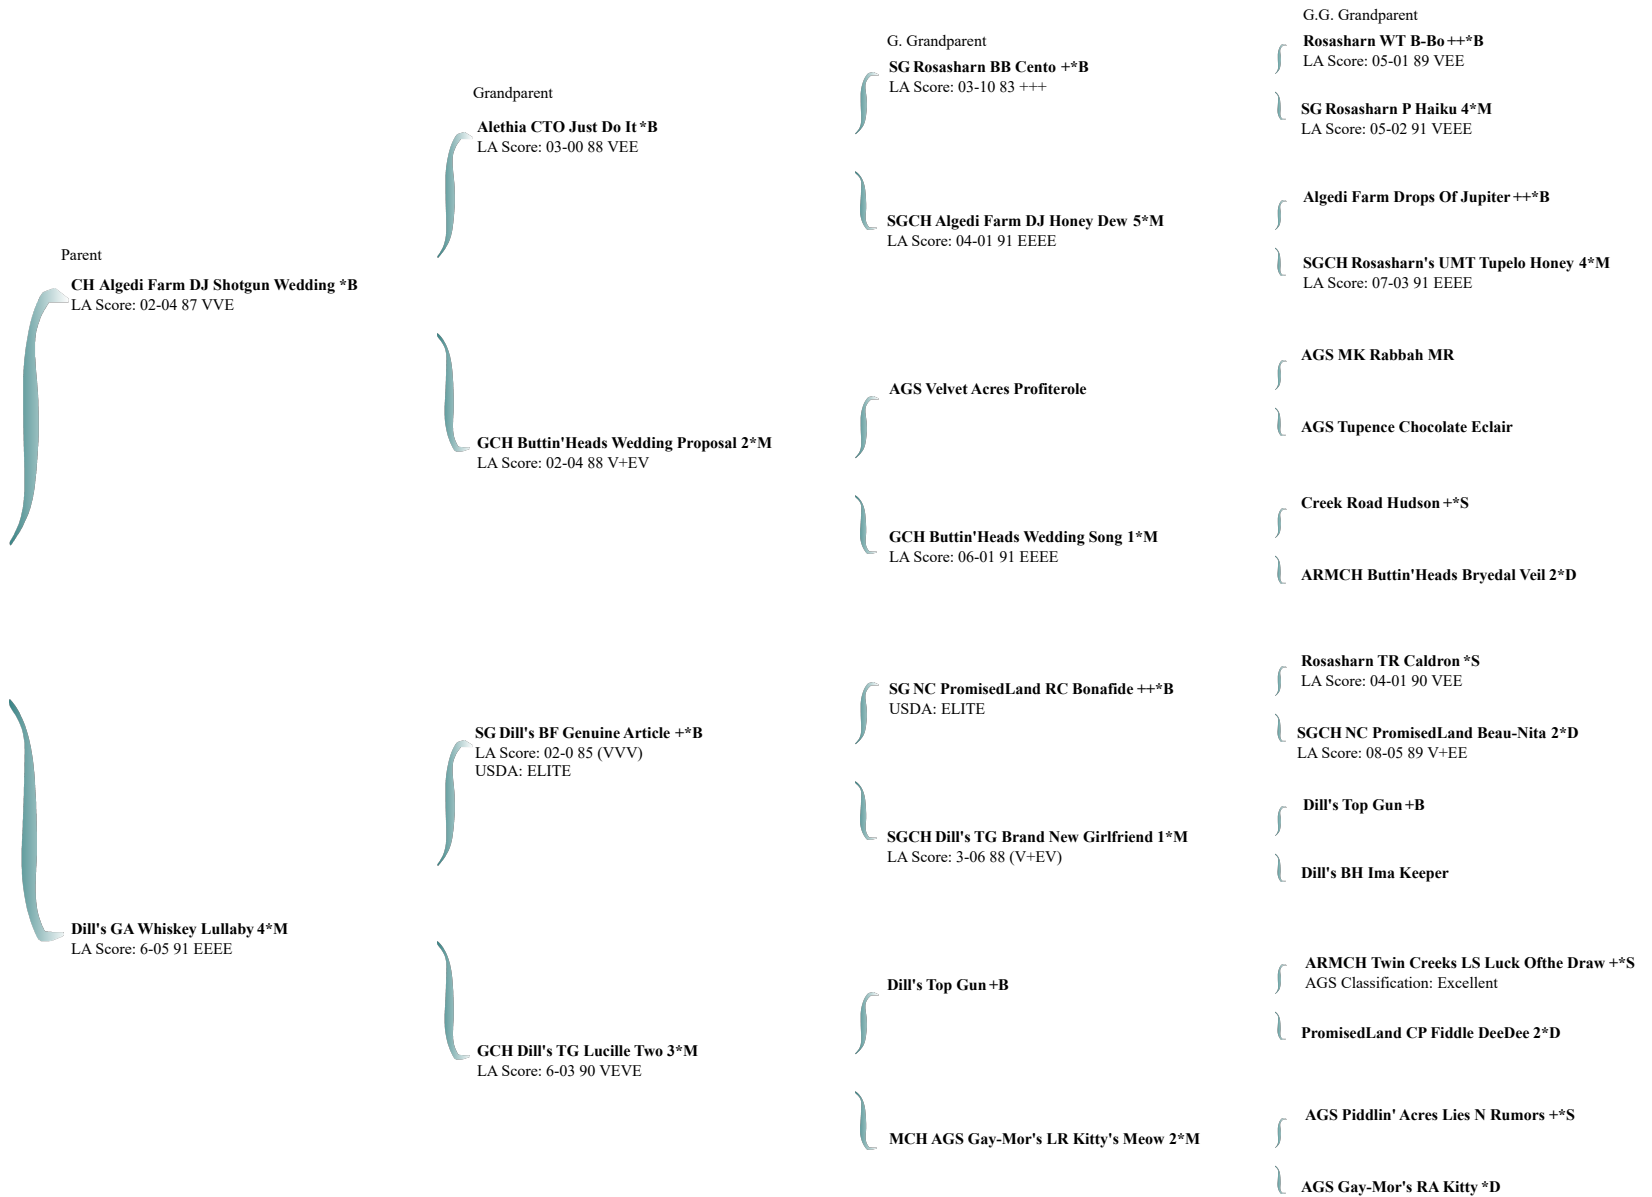 Parent
CH Algedi Farm DJ Shotgun Wedding *B
LA Score: 02-04 87 VVE
Dill's GA Whiskey Lullaby 4*M
LA Score: 6-05 91 EEEE
Grandparent
Alethia CTO Just Do It *B
LA Score: 03-00 88 VEE
GCH Buttin'Heads Wedding Proposal 2*M
LA Score: 02-04 88 V+EV
SG Dill's BF Genuine Article +*B
LA Score: 02-0 85 (VVV)
USDA: ELITE
GCH Dill's TG Lucille Two 3*M
LA Score: 6-03 90 VEVE
G. Grandparent
SG Rosasharn BB Cento +*B
LA Score: 03-10 83 +++
SGCH Algedi Farm DJ Honey Dew 5*M
LA Score: 04-01 91 EEEE
AGS Velvet Acres Profiterole
GCH Buttin'Heads Wedding Song 1*M
LA Score: 06-01 91 EEEE
SG NC PromisedLand RC Bonafide ++*B
USDA: ELITE
SGCH Dill's TG Brand New Girlfriend 1*M
LA Score: 3-06 88 (V+EV)
Dill's Top Gun +B
MCH AGS Gay-Mor's LR Kitty's Meow 2*M
G.G. Grandparent
Rosasharn WT B-Bo ++*B
LA Score: 05-01 89 VEE
SG Rosasharn P Haiku 4*M
LA Score: 05-02 91 VEEE
Algedi Farm Drops Of Jupiter ++*B
SGCH Rosasharn's UMT Tupelo Honey 4*M
LA Score: 07-03 91 EEEE
AGS MK Rabbah MR
AGS Tupence Chocolate Eclair
Creek Road Hudson +*S
ARMCH Buttin'Heads Bryedal Veil 2*D
Rosasharn TR Caldron *S
LA Score: 04-01 90 VEE
SGCH NC PromisedLand Beau-Nita 2*D
LA Score: 08-05 89 V+EE
Dill's Top Gun +B
Dill's BH Ima Keeper
ARMCH Twin Creeks LS Luck Ofthe Draw +*S
AGS Classification: Excellent
PromisedLand CP Fiddle DeeDee 2*D
AGS Piddlin' Acres Lies N Rumors +*S
AGS Gay-Mor's RA Kitty *D